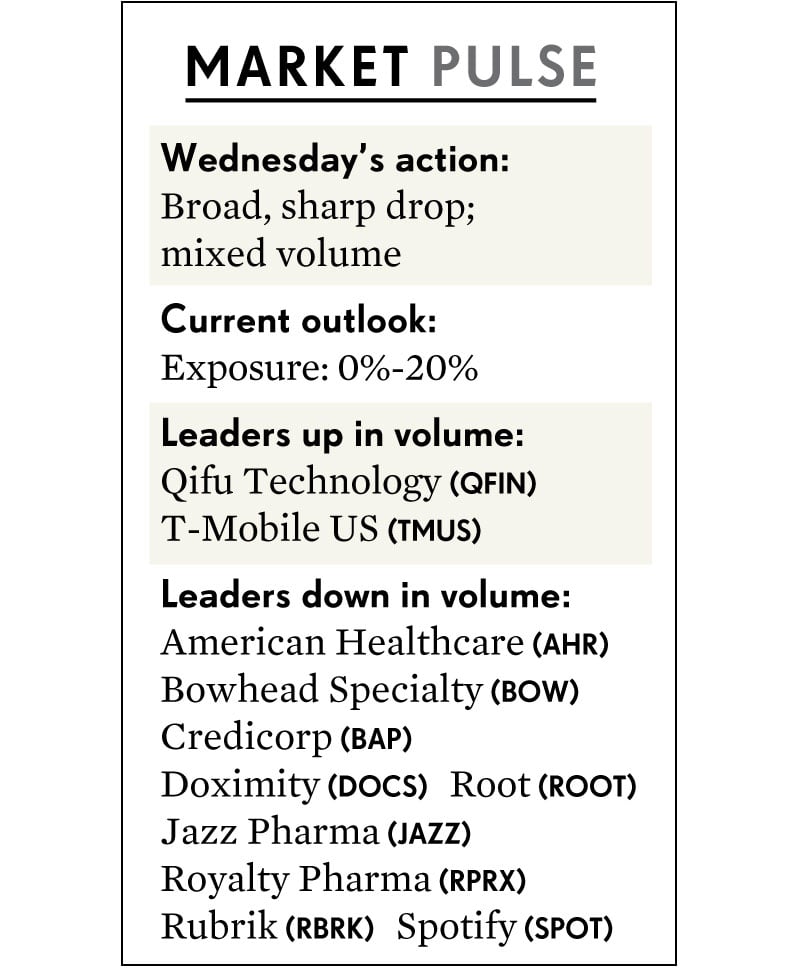 MARKET PULSE
Wednesday's action:
Broad, sharp drop;
mixed volume
Current outlook:
Exposure: 0%-20%
Leaders up in volume:
Qifu Technology (QFIN)
T-Mobile US (TMUS)
Leaders down in volume:
American Healthcare (AHR)
Bowhead Specialty (BOW)
Credicorp (BAP)
Doximity (DOCS) Root (ROOT)
Jazz Pharma (JAZZ)
Royalty Pharma (RPRX)
Rubrik (RBRK) Spotify (SPOT)